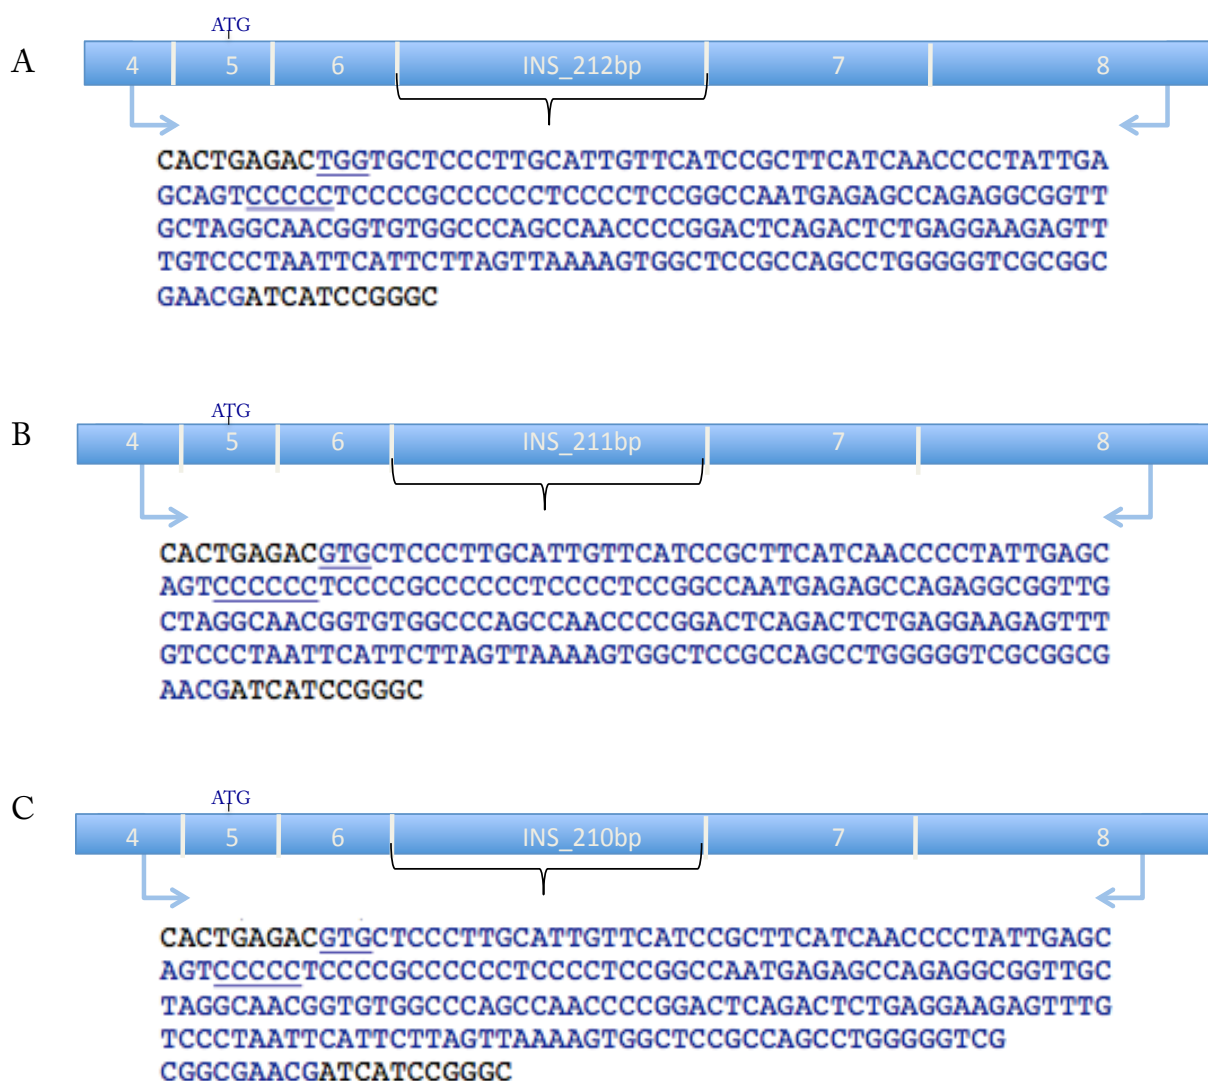 A
ATG
4 5 6 INS_212bp 7 8
CACTGAGACTGGTGCTCCCTTGCATTGTTCATCCGCTTCATCAACCCCTATTGA
GCAGTCCCCCTCCCCGCCCCCCTCCCCTCCGGCCAATGAGAGCCAGAGGCGGTT
GCTAGGCAACGGTGTGGCCCAGCCAACCCCGGACTCAGACTCTGAGGAAGAGTT
TGTCCCTAATTCATTCTTAGTTAAAAGTGGCTCCGCCAGCCTGGGGGTCGCGGC
GAACGATCATCCGGGC
B
ATG
4 5 6 INS_211bp 7 8
CACTGAGACGTGCTCCCTTGCATTGTTCATCCGCTTCATCAACCCCTATTGAGC
AGTCCCCCCTCCCCGCCCCCCTCCCCTCCGGCCAATGAGAGCCAGAGGCGGTTG
CTAGGCAACGGTGTGGCCCAGCCAACCCCGGACTCAGACTCTGAGGAAGAGTTT
GTCCCTAATTCATTCTTAGTTAAAAGTGGCTCCGCCAGCCTGGGGGTCGCGGCG
AACGATCATCCGGGC
C
ATG
4 5 6 INS_210bp 7 8
CACTGAGACGTGCTCCCTTGCATTGTTCATCCGCTTCATCAACCCCTATTGAGC
AGTCCCCCTCCCCGCCCCCCTCCCCTCCGGCCAATGAGAGCCAGAGGCGGTTGC
TAGGCAACGGTGTGGCCCAGCCAACCCCGGACTCAGACTCTGAGGAAGAGTTTG
TCCCTAATTCATTCTTAGTTAAAAGTGGCTCCGCCAGCCTGGGGGTCG
CGGCGAACGATCATCCGGGC